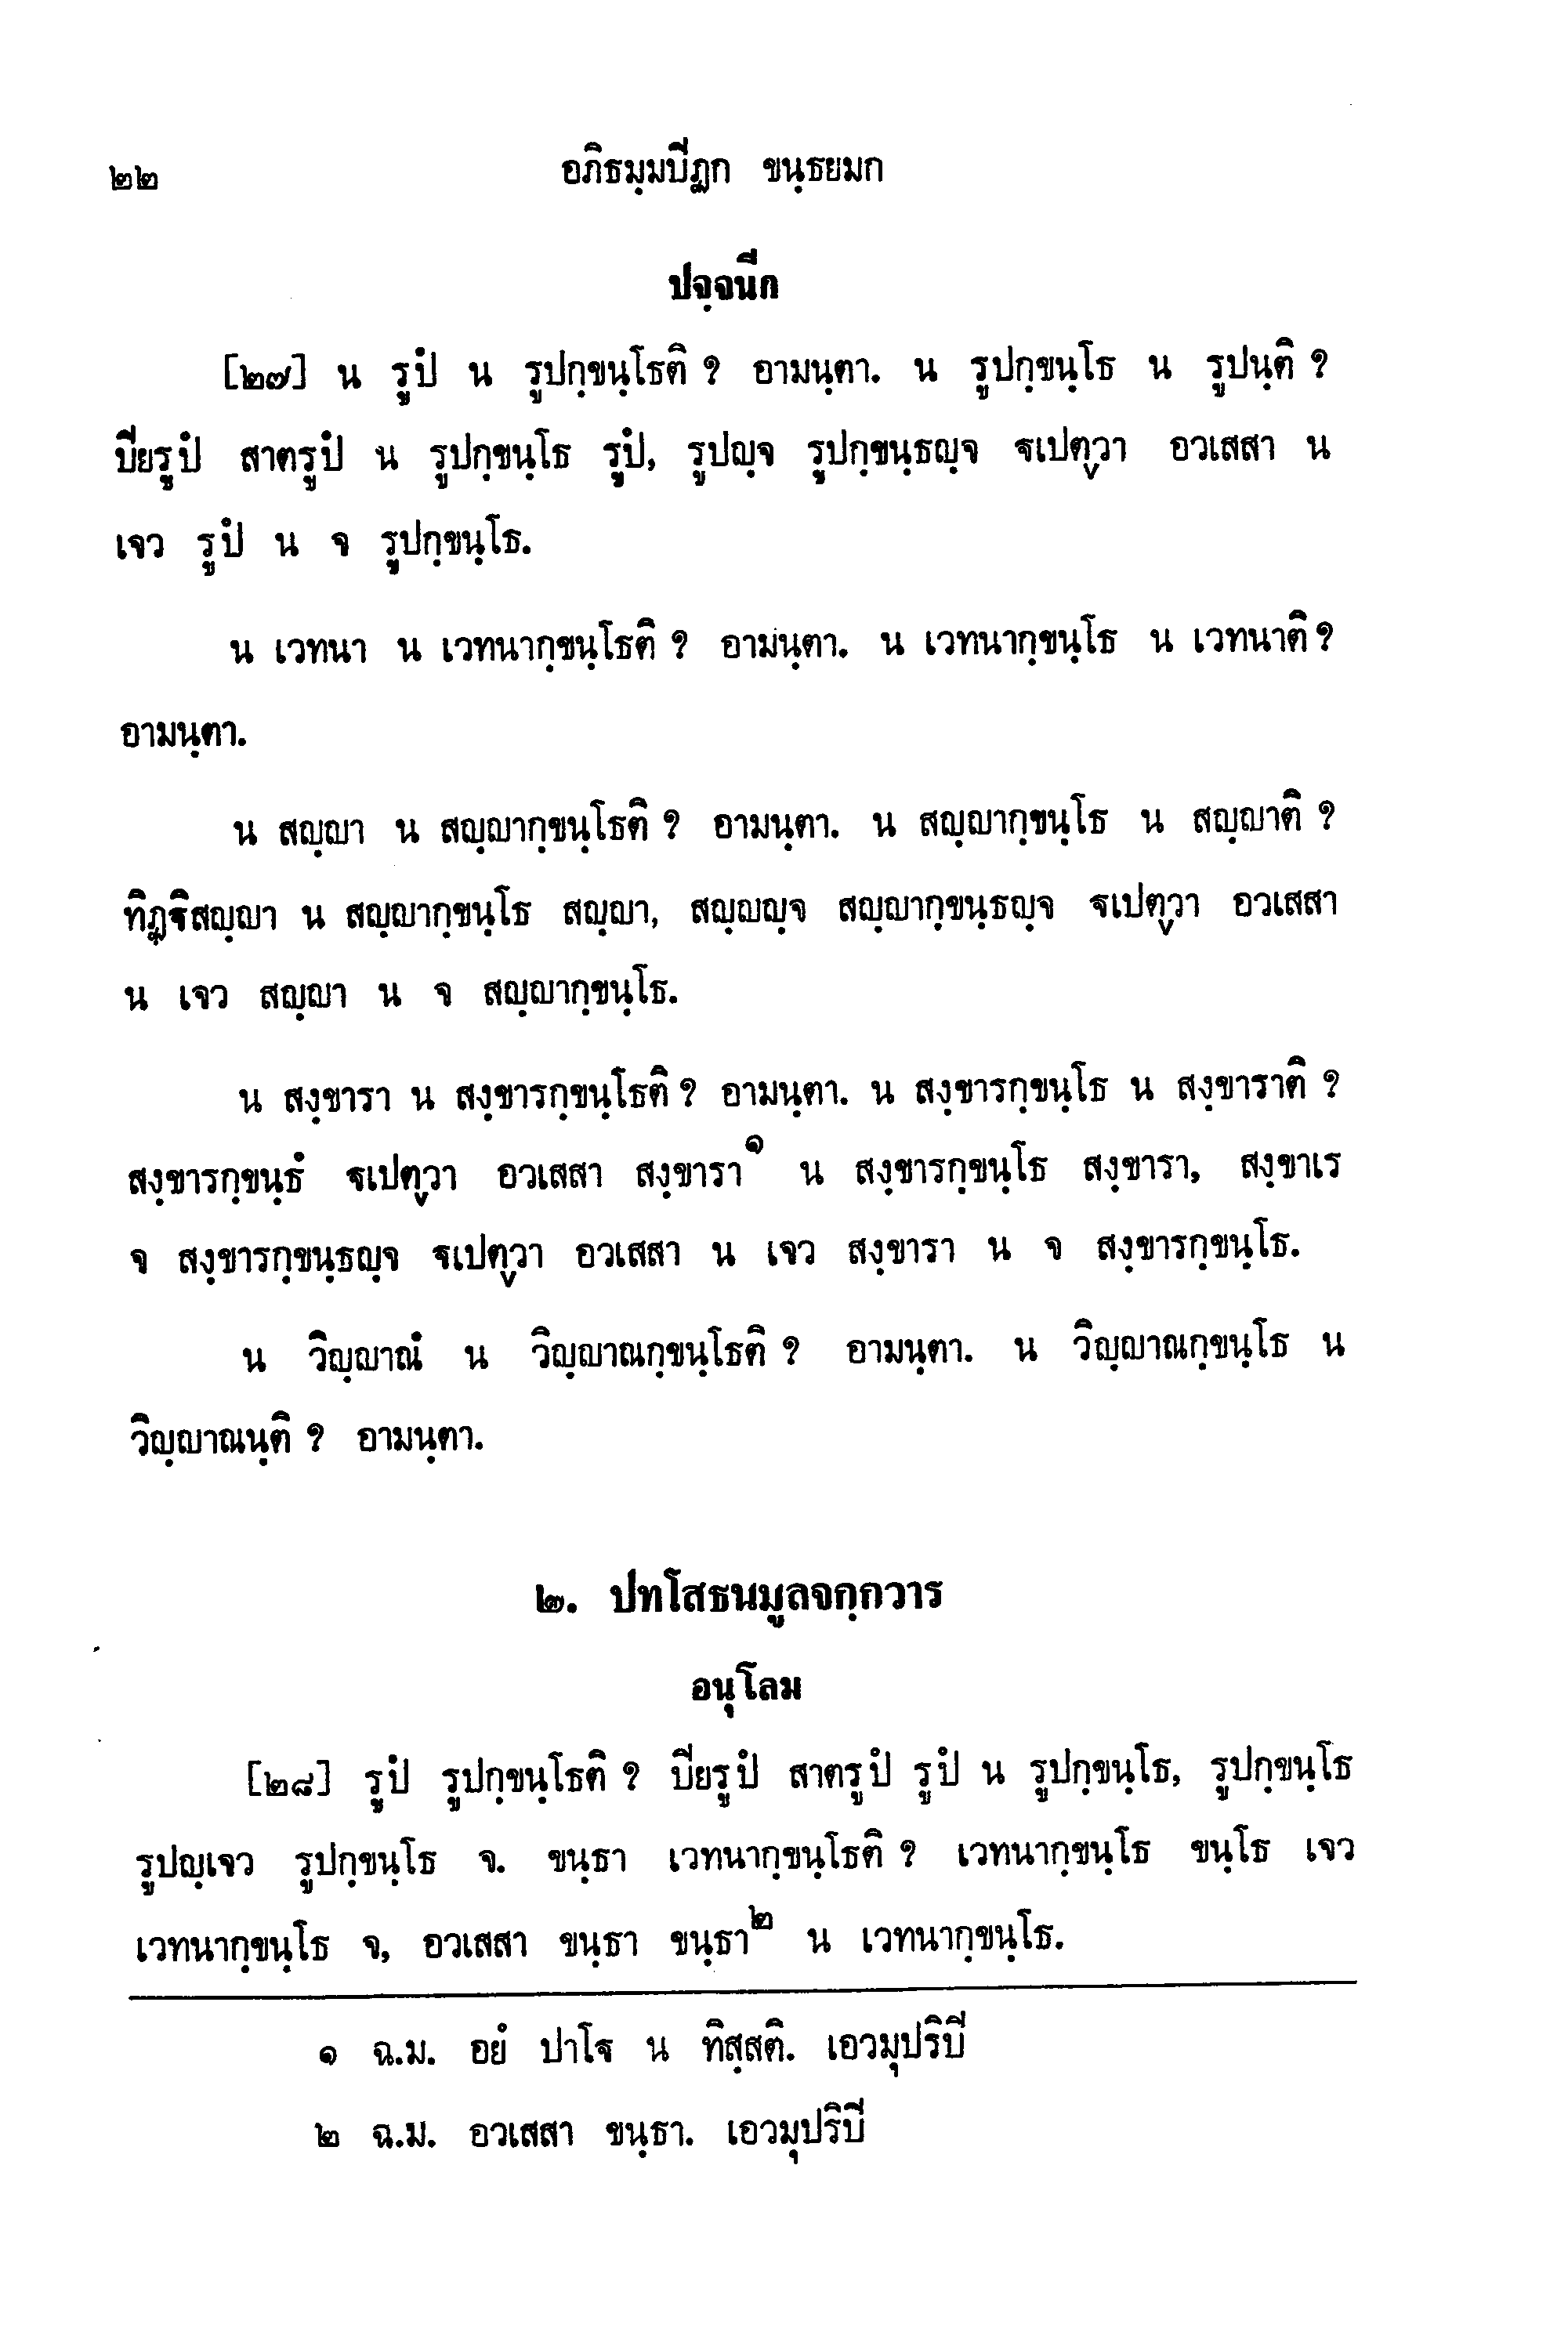 ๒๒ อภิธมฺมปิฏก ขนฺธยมก
ปจฺจนีก
[๒๗] น รูปํ น รูปกฺขนฺโธติ ? อามนฺตา. น รูปกฺขนฺโธ น รูปนฺติ ?
ปิยรูปํ สาตรูปํ น รูปกฺขนฺโธ รูปํ, รูปญฺจ รูปกฺขนฺธญฺจ ฐเปตฺวา อวเสสา น
เจว รูปํ น จ รูปกฺขนฺโธ.
น เวทนา น เวทนากฺขนฺโธติ ? อามนฺตา. น เวทนากฺขนฺโธ น เวทนาติ ?
อามนฺตา.
น สญฺญา น สญฺญากฺขนฺโธติ ? อามนฺตา. น สญฺญากฺขนฺโธ น สญฺญาติ ?
ทิฏฺฐิสญฺญา น สญฺญากฺขนฺโธ สญฺญา, สญฺญญฺจ สญฺญากฺขนฺธญฺจ ฐเปตฺวา อวเสสา
น เจว สญฺญา น จ สญฺญากฺขนฺโธ.
น สงฺขารา น สงฺขารกฺขนฺโธติ ? อามนฺตา. น สงฺขารกฺขนฺโธ น สงฺขาราติ ?
สงฺขารกฺขนฺธํ ฐเปตฺวา อวเสสา สงฺขารา๑ น สงฺขารกฺขนฺโธ สงฺขารา, สงฺขาเร
จ สงฺขารกฺขนฺธญฺจ ฐเปตฺวา อวเสสา น เจว สงฺขารา น จ สงฺขารกฺขนฺโธ.
น วิญฺญาณํ น วิญฺญาณกฺขนฺโธติ ? อามนฺตา. น วิญฺญาณกฺขนฺโธ น
วิญฺญาณนฺติ ? อามนฺตา.
๒. ปทโสธนมูลจกฺกวาร
อนุโลม
[๒๘] รูปํ รูปกฺขนฺโธติ ? ปิยรูปํ สาตรูปํ รูปํ น รูปกฺขนฺโธ, รูปกฺขนฺโธ
รูปญฺเจว รูปกฺขนฺโธ จ. ขนฺธา เวทนากฺขนฺโธติ ? เวทนากฺขนฺโธ ขนฺโธ เจว
เวทนากฺขนฺโธ จ, อวเสสา ขนฺธา ขนฺธา๒ น เวทนากฺขนฺโธ.
๑ ฉ.ม. อยํ ปาโฐ น ทิสฺสติ. เอวมุปริปิ
๒ ฉ.ม. อวเสสา ขนฺธา. เอวมุปริปิ